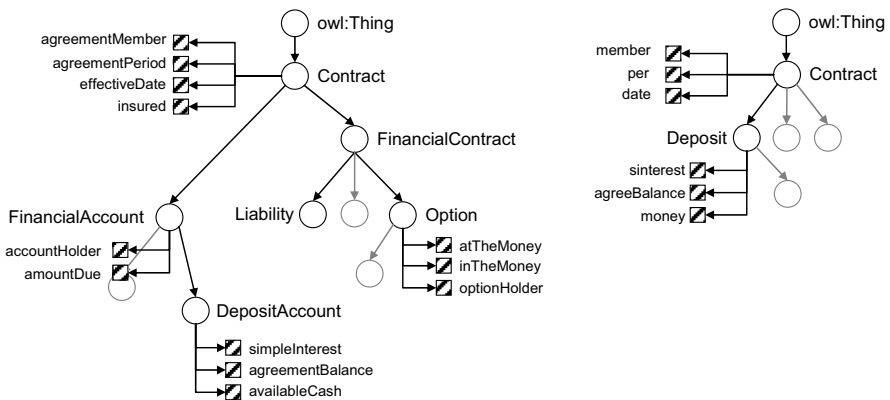 owl:Thing
agreementMember
agreementPeriod
effectiveDate
insured
Contract
FinancialContract
FinancialAccount
accountHolder
amountDue
Liability
Option
atTheMoney
inTheMoney
optionHolder
DepositAccount
simpleInterest
agreementBalance
availableCash
owl:Thing
member
per
date
Contract
Deposit
sinterest
agreeBalance
money